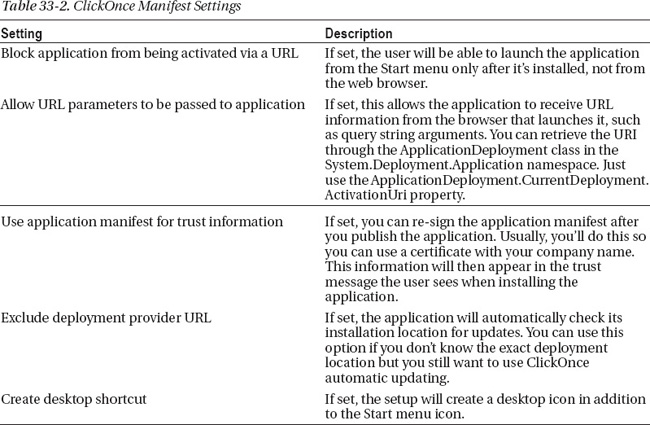 Table 33-2. ClickOnce Manifest Settings
Setting Description
Block application from being activated via a URL If set, the user will be able to launch the application
from the Start menu only after it’s installed, not from
the web browser.
Allow URL parameters to be passed to application If set, this allows the application to receive URL
information from the browser that launches it, such
as query string arguments. You can retrieve the URI
through the ApplicationDeployment class in the
System.Deployment.Application namespace. Just
use the ApplicationDeployment.CurrentDeployment.
ActivationUri property.
Use application manifest for trust information If set, you can re-sign the application manifest after
you publish the application. Usually, you’ll do this so
you can use a certificate with your company name.
This information will then appear in the trust
message the user sees when installing the
application.
Exclude deployment provider URL If set, the application will automatically check its
installation location for updates. You can use this
option if you don’t know the exact deployment
location but you still want to use ClickOnce
automatic updating.
Create desktop shortcut If set, the setup will create a desktop icon in addition
to the Start menu icon.